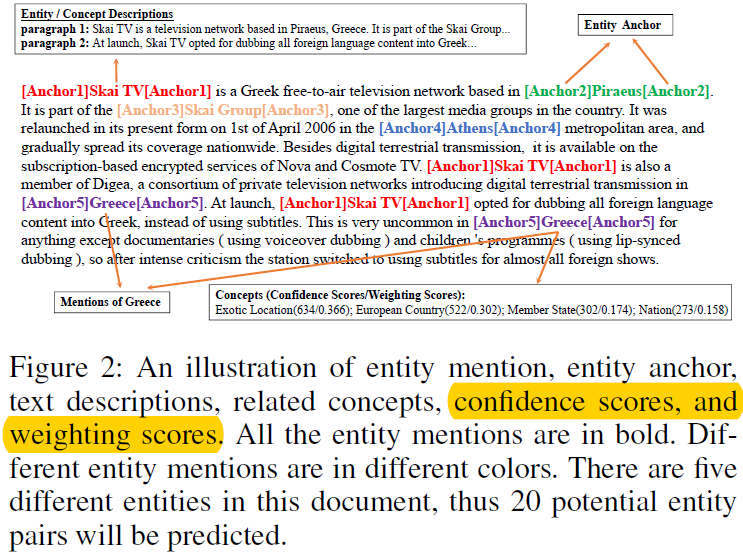 Entity / Concept Descriptions
paragraph 1: Skai TV is a television network based in Piraeus, Greece. It is part of the Skai Group...
paragraph 2: At launch, Skai TV opted for dubbing all foreign language content into Greek...
Entity Anchor
[Anchor1]Skai TV[Anchor1] is a Greek free-to-air television network based in [Anchor2]Piraeus[Anchor2].
It is part of the [Anchor3]Skai Group[Anchor3], one of the largest media groups in the country. It was
relaunched in its present form on 1st of April 2006 in the [Anchor4]Athens[Anchor4] metropolitan area, and
gradually spread its coverage nationwide. Besides digital terrestrial transmission, it is available on the
subscription-based encrypted services of Nova and Cosmote TV. [Anchor1]Skai TV[Anchor1] is also a
member of Digea, a consortium of private television networks introducing digital terrestrial transmission in
[Anchor5]Greece[Anchor5]. At launch, [Anchor1]Skai TV[Anchor1] opted for dubbing all foreign language
content into Greek, instead of using subtitles. This is very uncommon in [Anchor5]Greece[Anchor5] for
anything except documentaries ( using voiceover dubbing ) and children 's programmes ( using lip-synced
dubbing ), so after intense criticism the station switched to using subtitles for almost all foreign shows.
Mentions of Greece
Concepts (Confidence Scores/Weighting Scores):
Exotic Location(634/0.366); European Country(522/0.302); Member State(302/0.174); Nation(273/0.158)
Figure 2: An illustration of entity mention, entity anchor,
text descriptions, related concepts, confidence scores, and
weighting scores. All the entity mentions are in bold. Dif-
ferent entity mentions are in different colors. There are five
different entities in this document, thus 20 potential entity
pairs will be predicted.